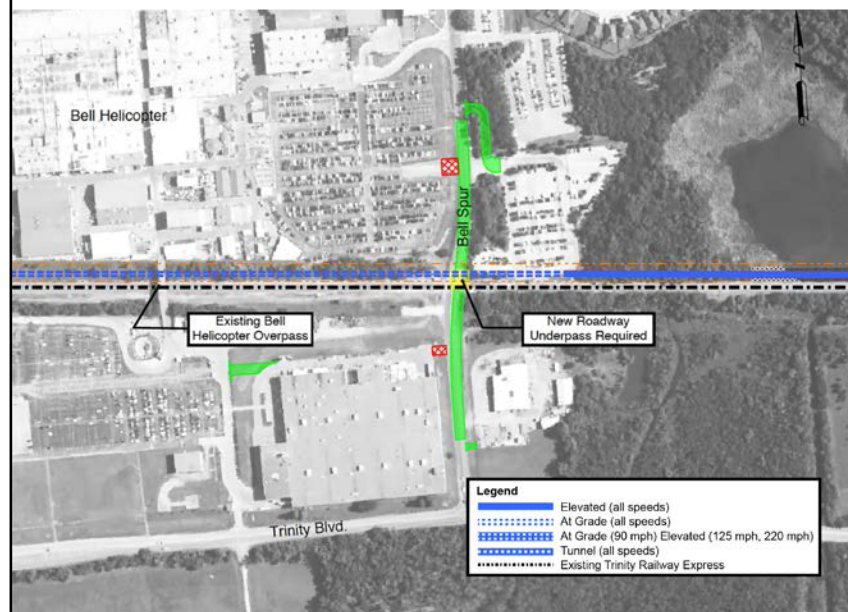 Bell Helicopter
Bell Spur
Existing Bell
Helicopter Overpass
New Roadway
Underpass Required
Trinity Blvd.
Legend
Elevated (all speeds)
At Grade (all speeds)
At Grade (90 mph) Elevated (125 mph, 220 mph)
Tunnel (all speeds)
Existing Trinity Railway Express